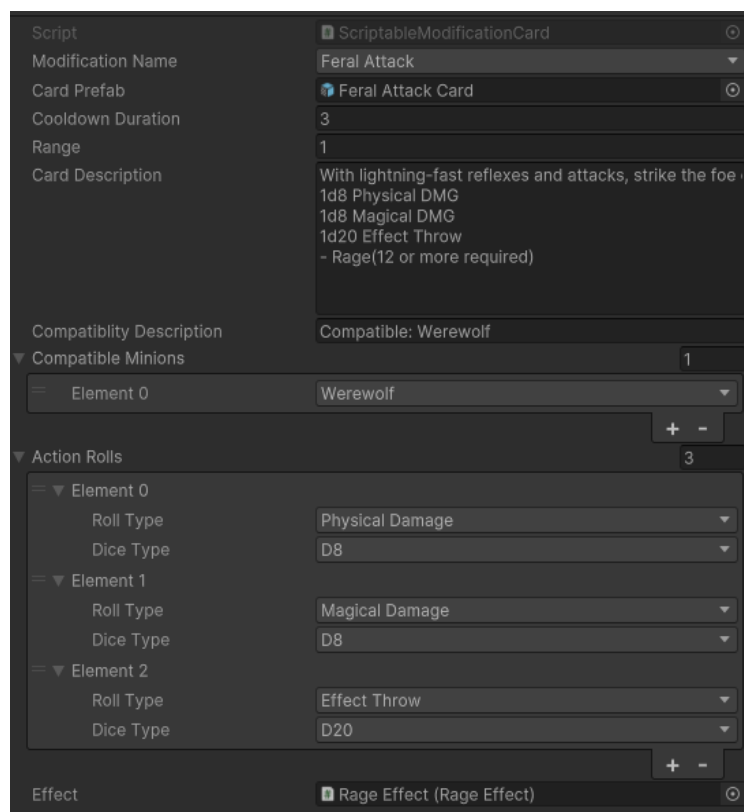 Script ScriptableModificationCard
Modification Name Feral Attack
Card Prefab Feral Attack Card
Cooldown Duration 3
Range 1
Card Description With lightning-fast reflexes and attacks, strike the foe
1d8 Physical DMG
1d8 Magical DMG
1d20 Effect Throw
- Rage(12 or more required)
Compatiblity Description Compatible: Werewolf
Compatible Minions 1
Element 0 Werewolf
+ -
Action Rolls 3
Element 0
Roll Type Physical Damage
Dice Type D8
Element 1
Roll Type Magical Damage
Dice Type D8
Element 2
Roll Type Effect Throw
Dice Type D20
+ -
Effect Rage Effect (Rage Effect)